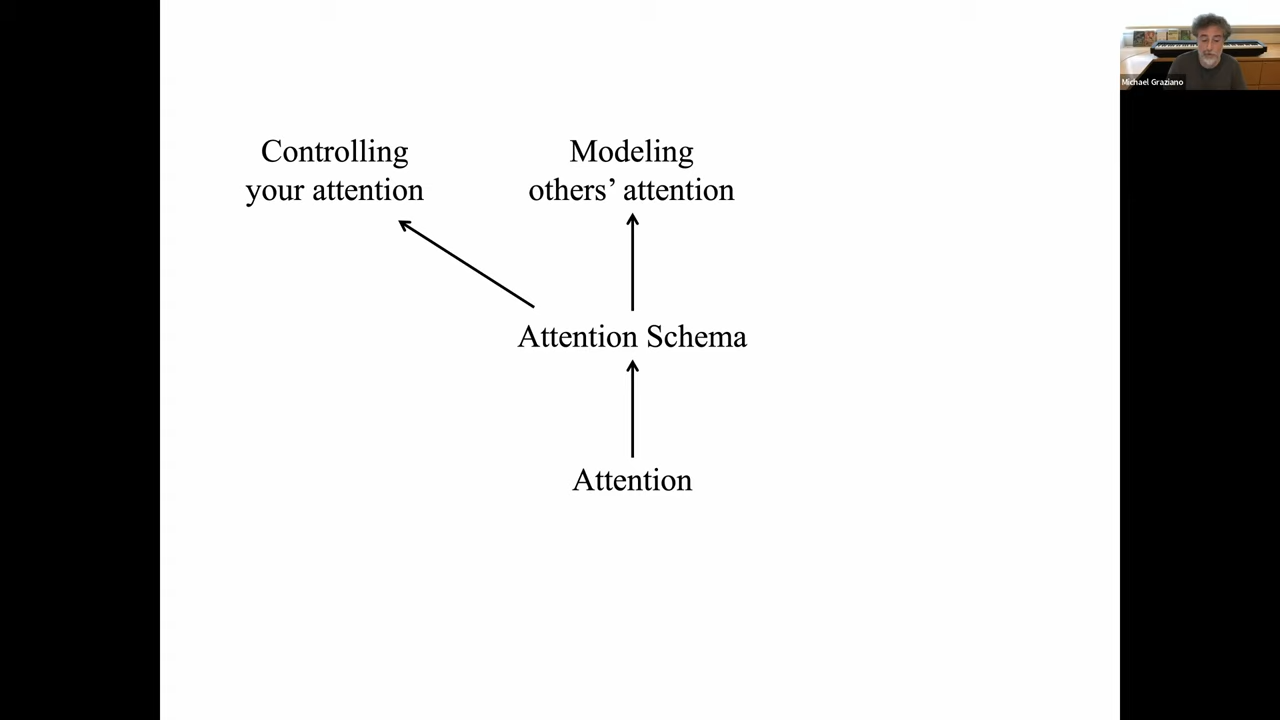 Michael Graziano
Controlling
your attention
Modeling
others’ attention
Attention Schema
Attention